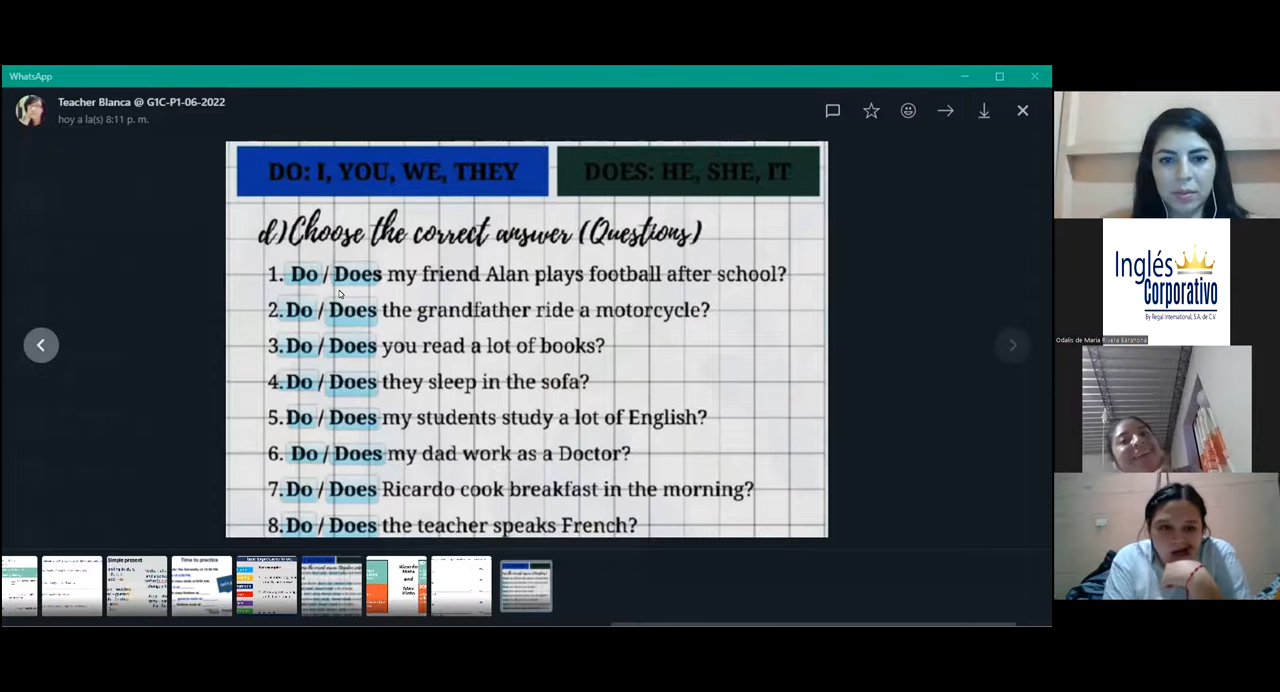 WhatsApp
Teacher Blanca @ G1C-P1-06-2022
hoy a la(s) 8:11 p. m.
DO: I, YOU, WE, THEY
DOES: HE, SHE, IT
d) Choose the correct answer (Questions)
1. Do / Does my friend Alan plays football after school?
2. Do / Does the grandfather ride a motorcycle?
3. Do / Does you read a lot of books?
4. Do / Does they sleep in the sofa?
5. Do / Does my students study a lot of English?
6. Do / Does my dad work as a Doctor?
7. Do / Does Ricardo cook breakfast in the morning?
8. Do / Does the teacher speaks French?
Simple present
Time to practice
Inglés
Corporativo
By Regal International, S.A. de C.V.
Odalis de Maria Rivera Barahona